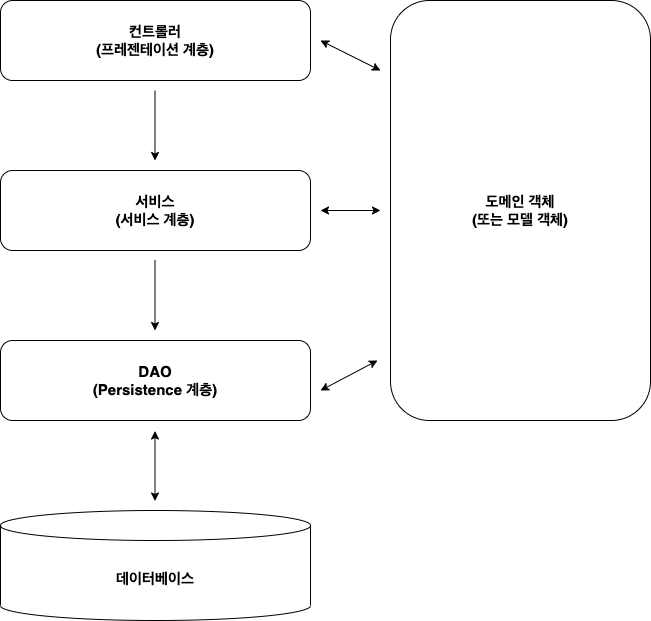 컨트롤러
(프레젠테이션 계층)
서비스
(서비스 계층)
도메인 객체
(또는 모델 객체)
DAO
(Persistence 계층)
데이터베이스